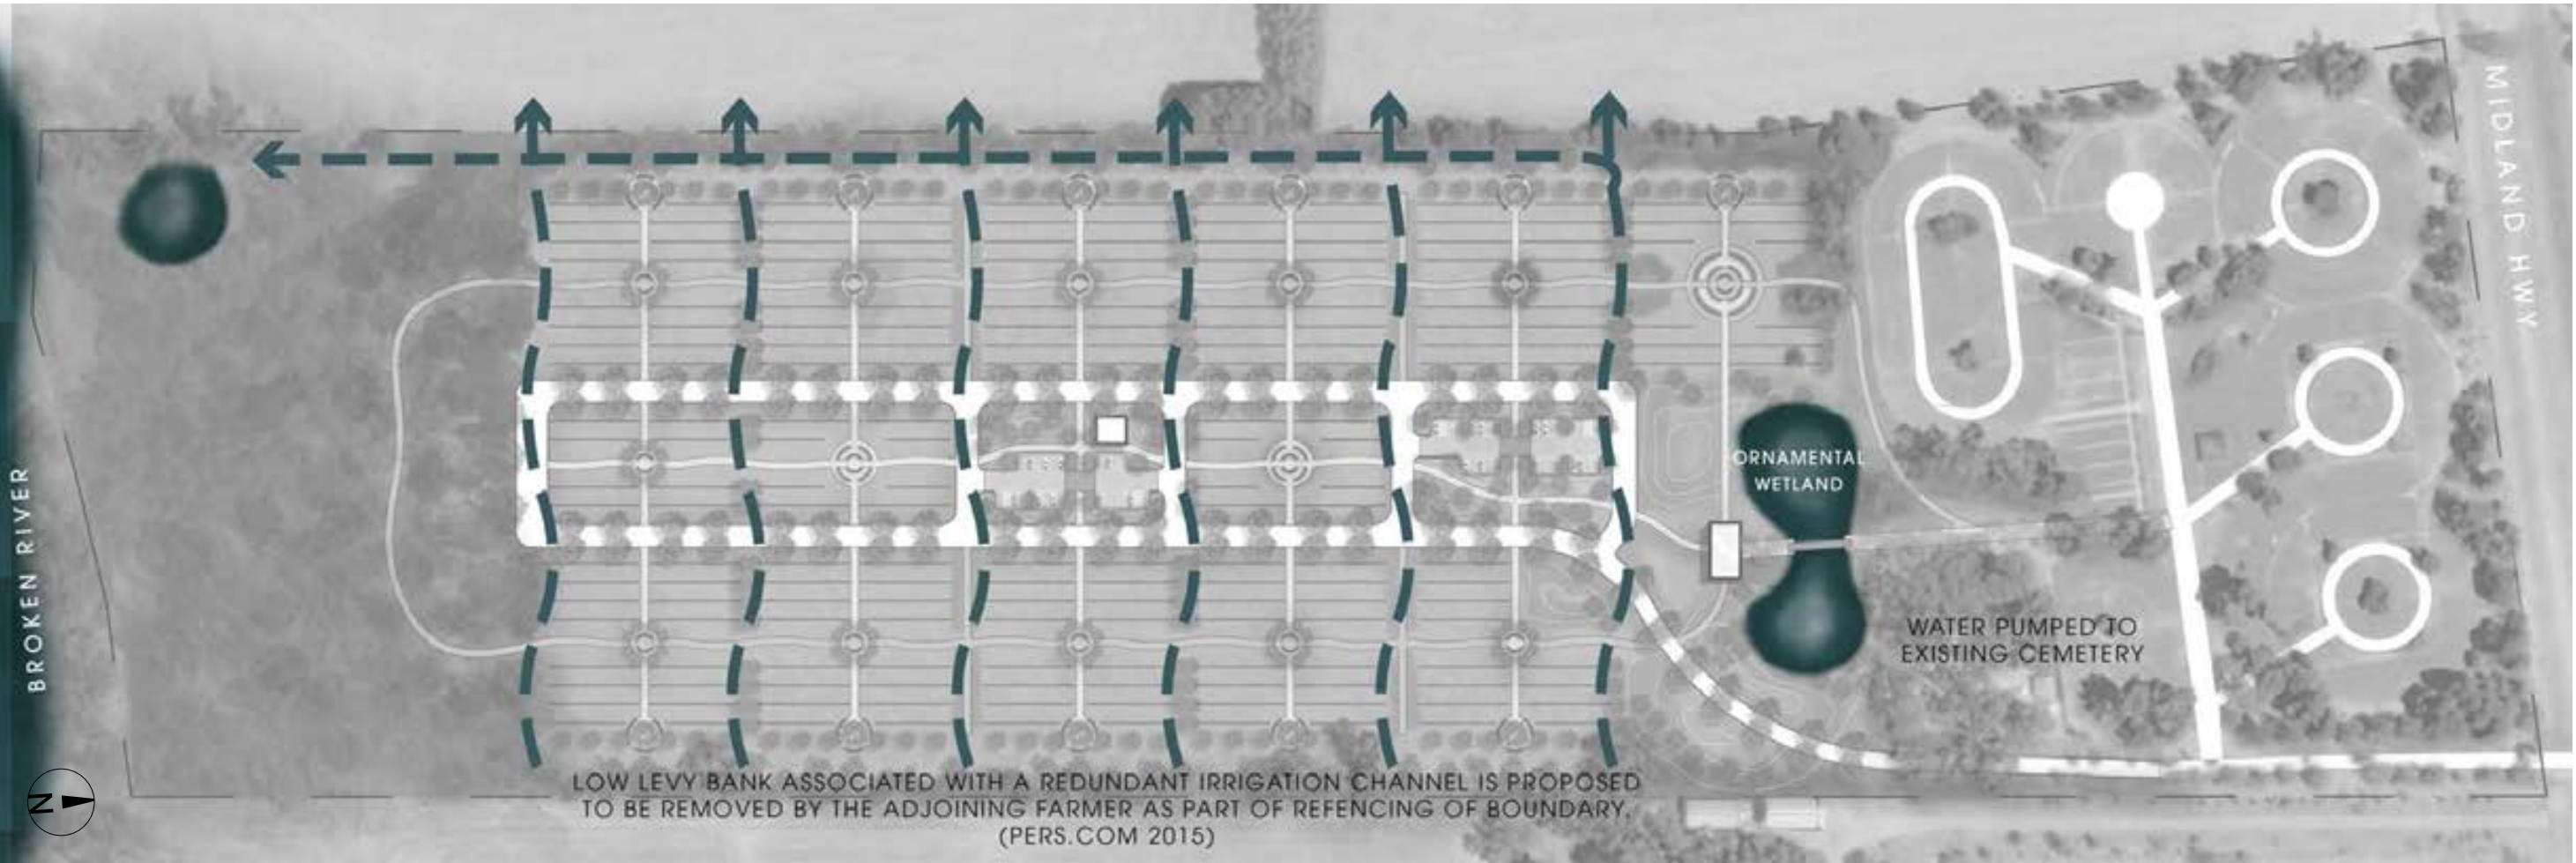 MIDLAND HWY
ORNAMENTAL
WETLAND
WATER PUMPED TO
EXISTING CEMETERY
BROKEN RIVER
LOW LEVY BANK ASSOCIATED WITH A REDUNDANT IRRIGATION CHANNEL IS PROPOSED
TO BE REMOVED BY THE ADJOINING FARMER AS PART OF REFENCING OF BOUNDARY.
(PERS.COM 2015)
N